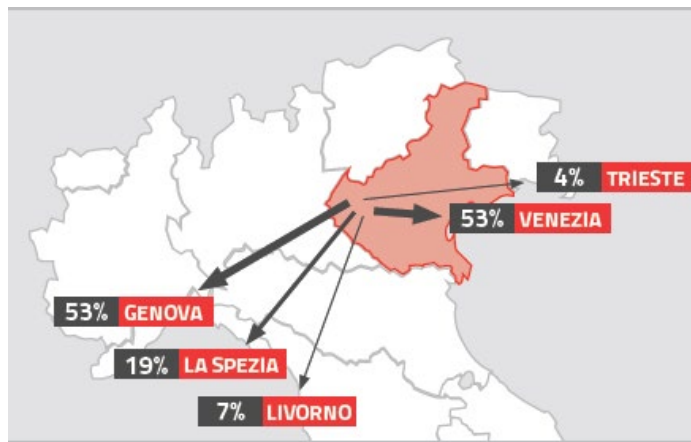 4% TRIESTE
53% VENEZIA
53% GENOVA
19% LA SPEZIA
7% LIVORNO